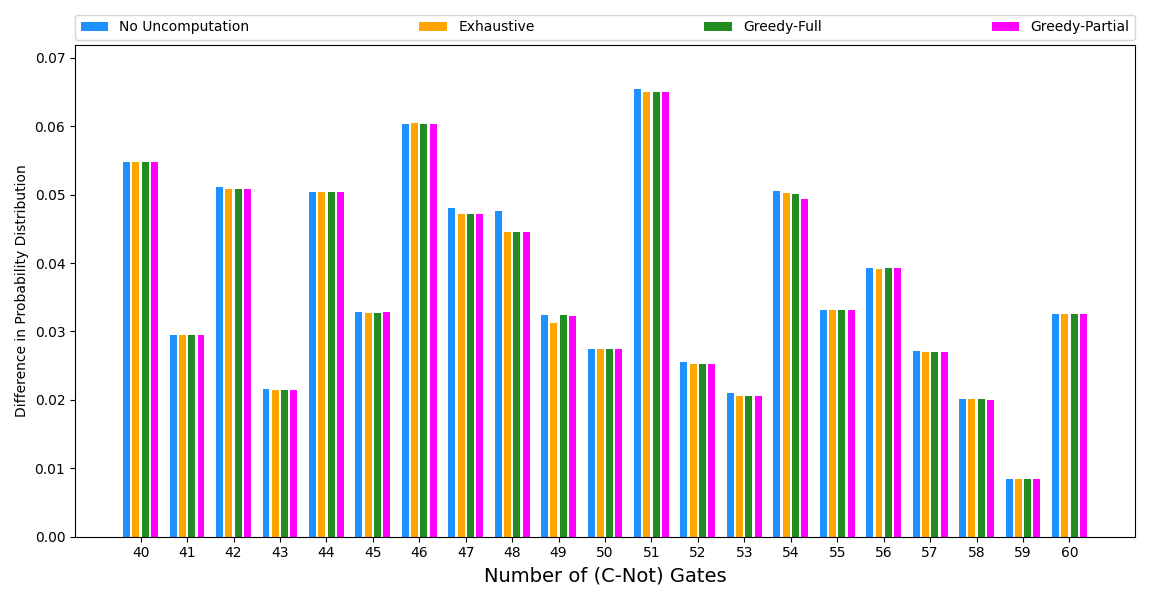 No Uncomputation Exhaustive Greedy-Full Greedy-Partial
0.07
0.06
0.05
0.04
0.03
0.02
0.01
0.00
Difference in Probability Distribution
40 41 42 43 44 45 46 47 48 49 50 51 52 53 54 55 56 57 58 59 60
Number of (C-Not) Gates